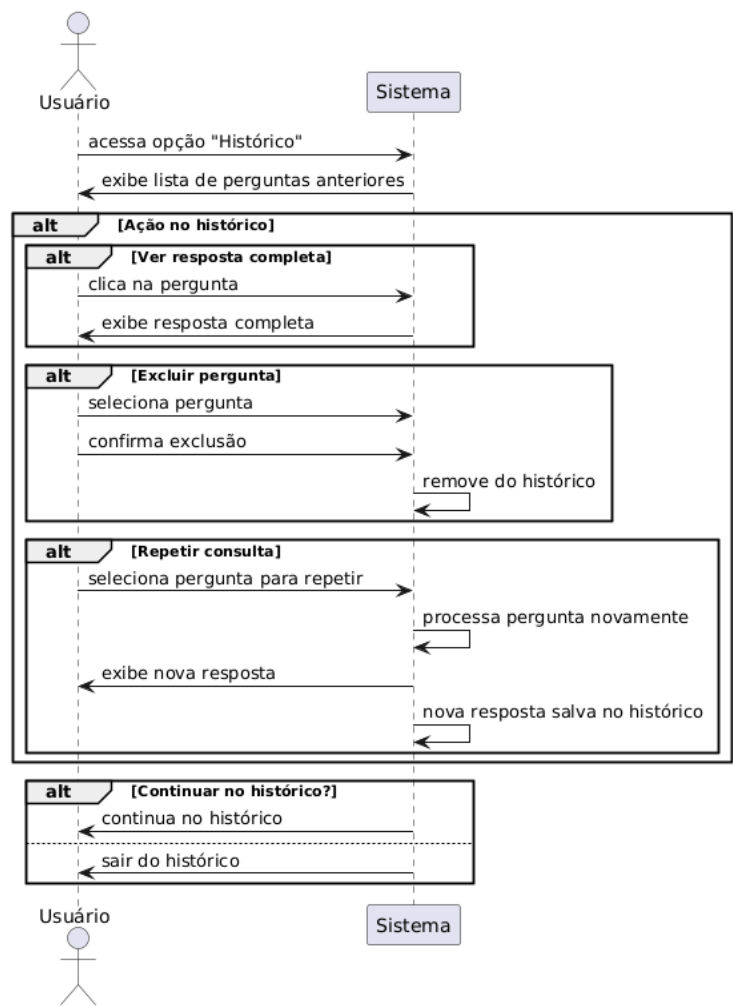 Usuário
Sistema
acessa opção "Histórico"
exibe lista de perguntas anteriores
alt [Ação no histórico]
alt [Ver resposta completa]
clica na pergunta
exibe resposta completa
alt [Excluir pergunta]
seleciona pergunta
confirma exclusão
remove do histórico
alt [Repetir consulta]
seleciona pergunta para repetir
processa pergunta novamente
exibe nova resposta
nova resposta salva no histórico
alt [Continuar no histórico?]
continua no histórico
sair do histórico
Usuário
Sistema